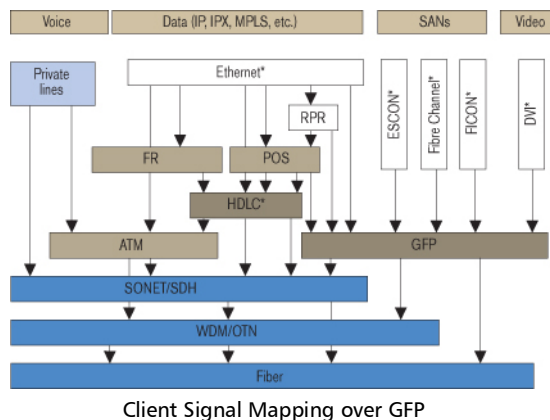 Voice
Data (IP, IPX, MPLS, etc.)
SANs
Video
Private
lines
Ethernet*
RPR
ESCON*
Fibre Channel*
FICON*
DVI*
FR
POS
HDLC*
ATM
GFP
SONET/SDH
WDM/OTN
Fiber
Client Signal Mapping over GFP